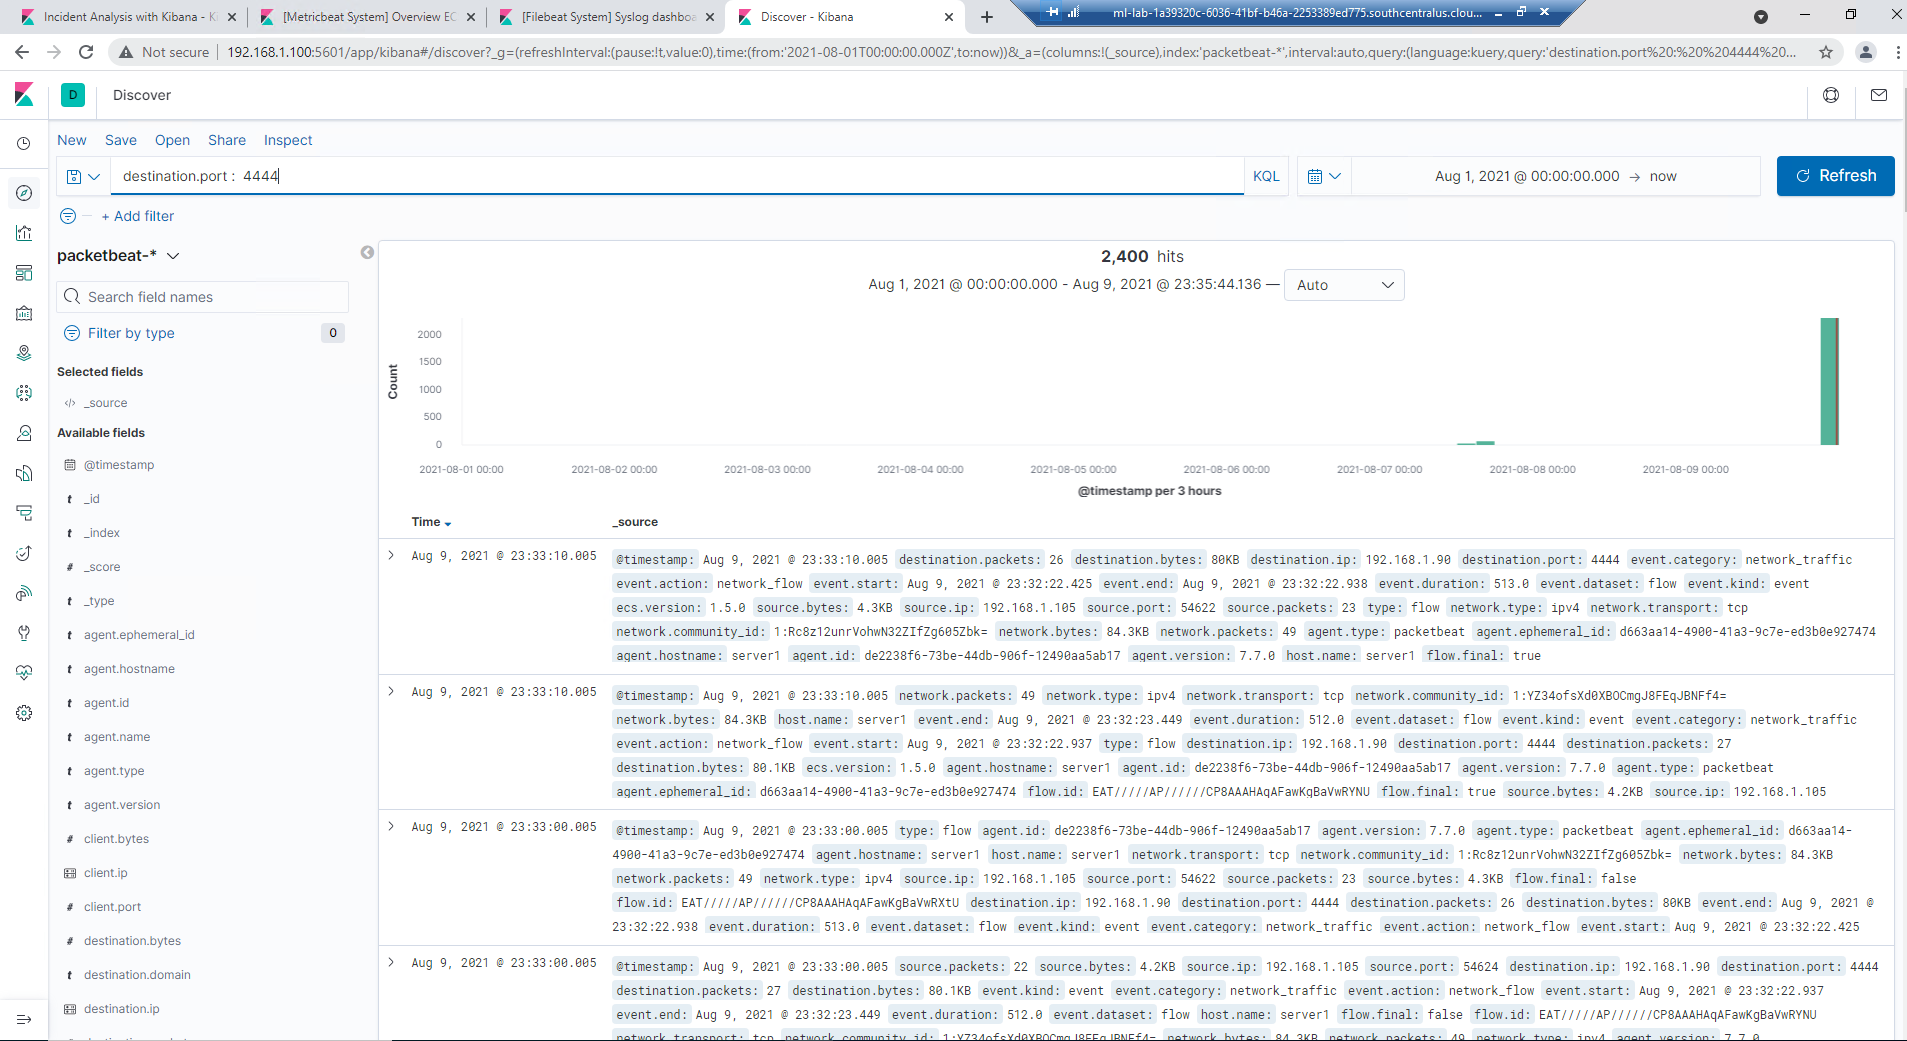 Incident Analysis with Kibana - Ki
[Metricbeat System] Overview EC
[Filebeat System] Syslog dashboa
Discover - Kibana
ml-lab-1a39320c-6036-41bf-b46a-2253389ed775.southcentralus.clou...
Not secure
192.168.1.100:5601/app/kibana#/discover?_g=(refreshInterval:(pause:!t,value:0),time:(from:'2021-08-01T00:00:00.000Z',to:now))&_a=(columns:!(_source),index:'packetbeat-*',interval:auto,query:(language:kuery,query:'destination.port%20:%20%204444%20...
D
Discover
New Save Open Share Inspect
destination.port : 4444
KQL
Aug 1, 2021 @ 00:00:00.000 → now
Refresh
+ Add filter
packetbeat-*
Search field names
Filter by type
0
Selected fields
_source
Available fields
@timestamp
t _id
t _index
# _score
t _type
t agent.ephemeral_id
t agent.hostname
t agent.id
t agent.name
t agent.type
t agent.version
# client.bytes
client.ip
# client.port
# destination.bytes
t destination.domain
destination.ip
2,400 hits
Aug 1, 2021 @ 00:00:00.000 - Aug 9, 2021 @ 23:35:44.136 —
Auto
Count
2000
1500
1000
500
0
2021-08-01 00:00 2021-08-02 00:00 2021-08-03 00:00 2021-08-04 00:00 2021-08-05 00:00 2021-08-06 00:00 2021-08-07 00:00 2021-08-08 00:00 2021-08-09 00:00
@timestamp per 3 hours
Time _source
Aug 9, 2021 @ 23:33:10.005
@timestamp: Aug 9, 2021 @ 23:33:10.005 destination.packets: 26 destination.bytes: 80KB destination.ip: 192.168.1.90 destination.port: 4444 event.category: network_traffic
event.action: network_flow event.start: Aug 9, 2021 @ 23:32:22.425 event.end: Aug 9, 2021 @ 23:32:22.938 event.duration: 513.0 event.dataset: flow event.kind: event
ecs.version: 1.5.0 source.bytes: 4.3KB source.ip: 192.168.1.105 source.port: 54622 source.packets: 23 type: flow network.type: ipv4 network.transport: tcp
network.community_id: 1:Rc8z12unrVohwN32ZIfZg605Zbk= network.bytes: 84.3KB network.packets: 49 agent.type: packetbeat agent.ephemeral_id: d663aa14-4900-41a3-9c7e-ed3b0e927474
agent.hostname: server1 agent.id: de2238f6-73be-44db-906f-12490aa5ab17 agent.version: 7.7.0 host.name: server1 flow.final: true
Aug 9, 2021 @ 23:33:10.005
@timestamp: Aug 9, 2021 @ 23:33:10.005 network.packets: 49 network.type: ipv4 network.transport: tcp network.community_id: 1:YZ34ofsXd0XBOCmgJ8FEqJBNFf4=
network.bytes: 84.3KB host.name: server1 event.end: Aug 9, 2021 @ 23:32:23.449 event.duration: 512.0 event.dataset: flow event.kind: event event.category: network_traffic
event.action: network_flow event.start: Aug 9, 2021 @ 23:32:22.937 type: flow destination.ip: 192.168.1.90 destination.port: 4444 destination.packets: 27
destination.bytes: 80.1KB ecs.version: 1.5.0 agent.hostname: server1 agent.id: de2238f6-73be-44db-906f-12490aa5ab17 agent.version: 7.7.0 agent.type: packetbeat
agent.ephemeral_id: d663aa14-4900-41a3-9c7e-ed3b0e927474 flow.id: EAT/////AP//////CP8AAAHAqAFawKgBaVwRYNU flow.final: true source.bytes: 4.2KB source.ip: 192.168.1.105
Aug 9, 2021 @ 23:33:00.005
@timestamp: Aug 9, 2021 @ 23:33:00.005 type: flow agent.id: de2238f6-73be-44db-906f-12490aa5ab17 agent.version: 7.7.0 agent.type: packetbeat agent.ephemeral_id: d663aa14-
4900-41a3-9c7e-ed3b0e927474 agent.hostname: server1 host.name: server1 network.transport: tcp network.community_id: 1:Rc8z12unrVohwN32ZIfZg605Zbk= network.bytes: 84.3KB
network.packets: 49 network.type: ipv4 source.ip: 192.168.1.105 source.port: 54622 source.packets: 23 source.bytes: 4.3KB flow.final: false
flow.id: EAT/////AP//////CP8AAAHAqAFawKgBaVwRXtU destination.ip: 192.168.1.90 destination.port: 4444 destination.packets: 26 destination.bytes: 80KB event.end: Aug 9, 2021 @
23:32:22.938 event.duration: 513.0 event.dataset: flow event.kind: event event.category: network_traffic event.action: network_flow event.start: Aug 9, 2021 @ 23:32:22.425
Aug 9, 2021 @ 23:33:00.005
@timestamp: Aug 9, 2021 @ 23:33:00.005 source.packets: 22 source.bytes: 4.2KB source.ip: 192.168.1.105 source.port: 54624 destination.ip: 192.168.1.90 destination.port: 4444
destination.packets: 27 destination.bytes: 80.1KB event.kind: event event.category: network_traffic event.action: network_flow event.start: Aug 9, 2021 @ 23:32:22.937
event.end: Aug 9, 2021 @ 23:32:23.449 event.duration: 512.0 event.dataset: flow host.name: server1 flow.final: false flow.id: EAT/////AP//////CP8AAAHAqAFawKgBaVwRYNU
network.transport: tcp network.community_id: 1:YZ34ofsXd0XBOCmgJ8FEqJBNFf4= network.bytes: 84.3KB network.packets: 49 network.type: ipv4 agent.version: 7.7.0